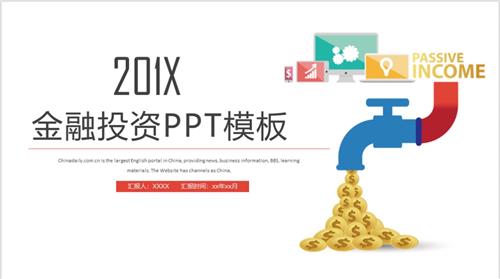 201X
金融投资PPT模板
Chinadaily.com.cn is the largest English portal in China, providing news, business information, BBS, learning
materials. The Website has channels as China,
汇报人：XXXX 汇报时间：xx年xx月
PASSIVE
INCOME